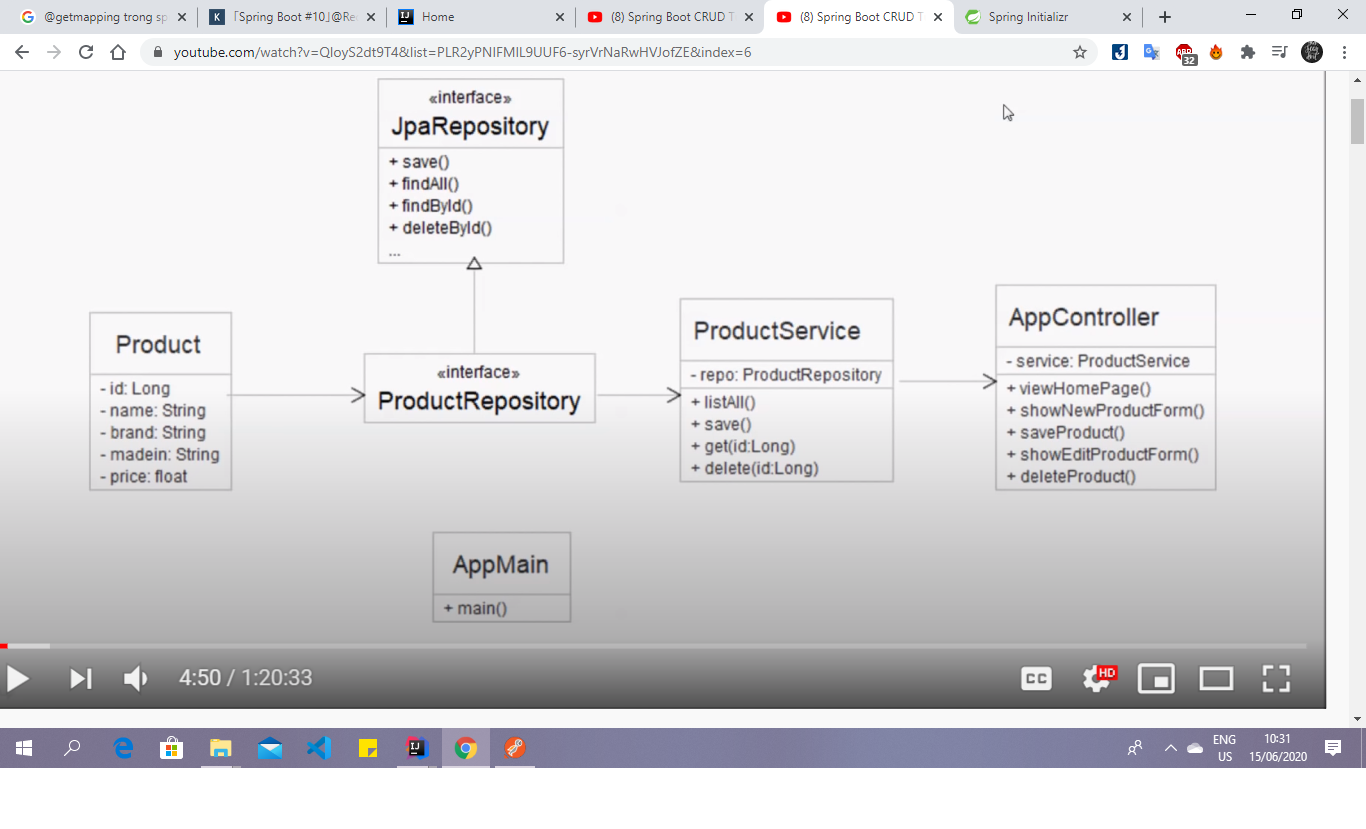 @getmapping trong sp
「Spring Boot #10」@Re
Home
(8) Spring Boot CRUD T
(8) Spring Boot CRUD T
Spring Initializr
youtube.com/watch?v=QIoyS2dt9T4&list=PLR2yPNIFMlL9UUF6-syrVrNaRwHVJofZE&index=6
ABP
32
«interface»
JpaRepository
+ save()
+ findAll()
+ findById()
+ deleteById()
...
Product
- id: Long
- name: String
- brand: String
- madein: String
- price: float
«interface»
ProductRepository
ProductService
- repo: ProductRepository
+ listAll()
+ save()
+ get(id:Long)
+ delete(id:Long)
AppController
- service: ProductService
+ viewHomePage()
+ showNewProductForm()
+ saveProduct()
+ showEditProductForm()
+ deleteProduct()
AppMain
+ main()
4:50 / 1:20:33
CC
HD
ENG
US
10:31
15/06/2020